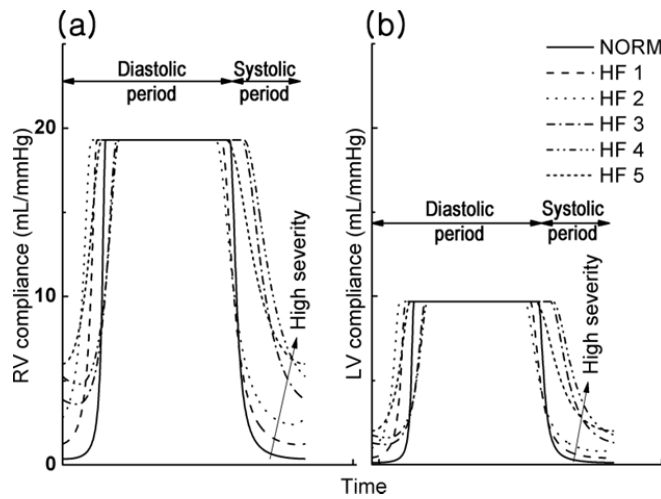 (a)
(b)
NORM
HF 1
HF 2
HF 3
HF 4
HF 5
Diastolic period
Systolic period
RV compliance (mL/mmHg)
20
10
0
High severity
Diastolic period
Systolic period
LV compliance (mL/mmHg)
High severity
Time